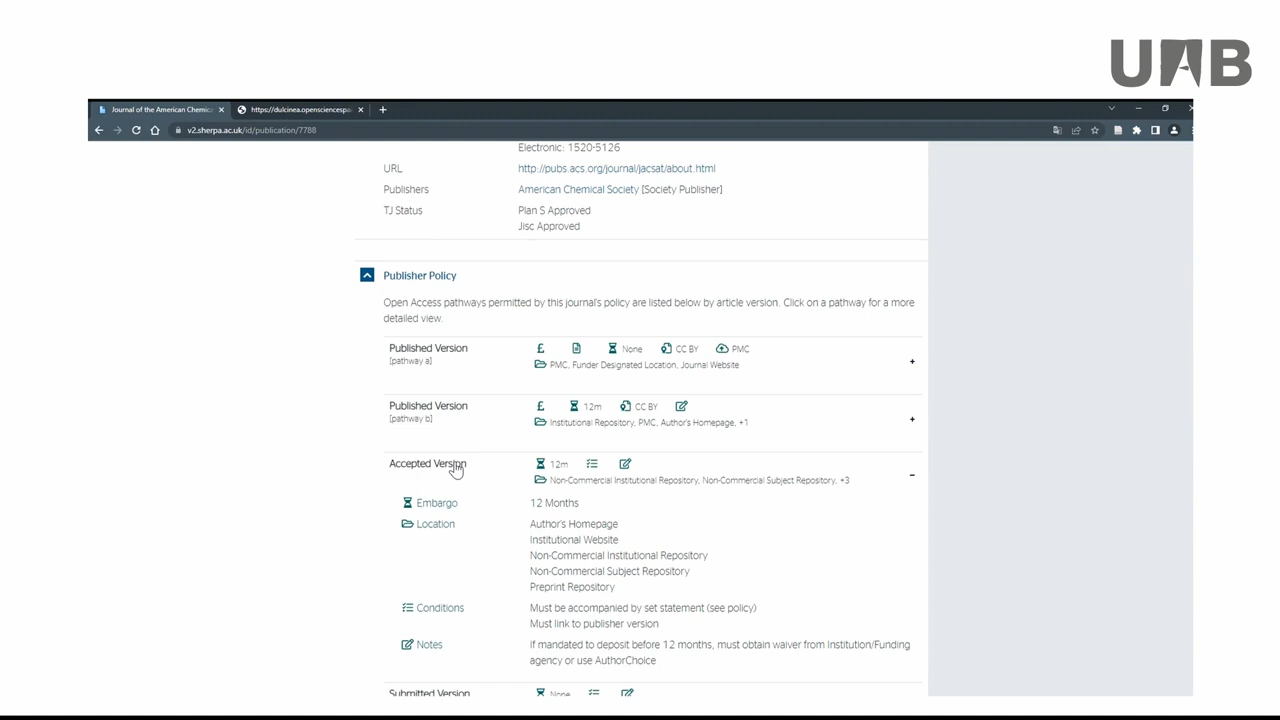 UAB
Journal of the American Chemic
https://dulcinea.opensciencespa
v2.sherpa.ac.uk/id/publication/7788
Electronic: 1520-5126
URL http://pubs.acs.org/journal/jacsat/about.html
Publishers American Chemical Society [Society Publisher]
TJ Status Plan S Approved
Jisc Approved
Publisher Policy
Open Access pathways permitted by this journal's policy are listed below by article version. Click on a pathway for a more
detailed view.
Published Version £ None CC BY PMC
[pathway a] PMC, Funder Designated Location, Journal Website +
Published Version £ 12m CC BY
[pathway b] Institutional Repository, PMC, Author's Homepage, +1 +
Accepted Version 12m
Non-Commercial Institutional Repository, Non-Commercial Subject Repository, +3 -
Embargo 12 Months
Location Author's Homepage
Institutional Website
Non-Commercial Institutional Repository
Non-Commercial Subject Repository
Preprint Repository
Conditions Must be accompanied by set statement (see policy)
Must link to publisher version
Notes If mandated to deposit before 12 months, must obtain waiver from Institution/Funding
agency or use AuthorChoice
Submitted Version None